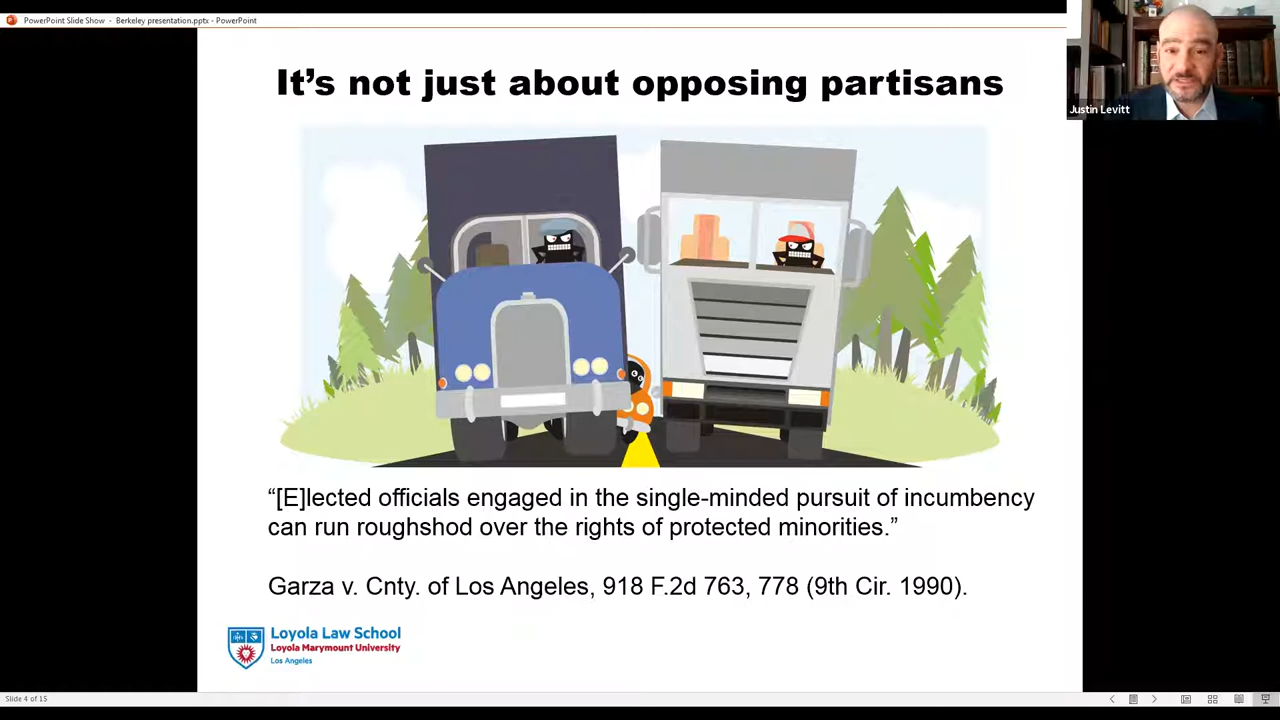 PowerPoint Slide Show - Berkeley presentation.pptx - PowerPoint
It's not just about opposing partisans
Justin Levitt
“[E]lected officials engaged in the single-minded pursuit of incumbency
can run roughshod over the rights of protected minorities.”
Garza v. Cnty. of Los Angeles, 918 F.2d 763, 778 (9th Cir. 1990).
Loyola Law School
Loyola Marymount University
Los Angeles
Slide 4 of 15